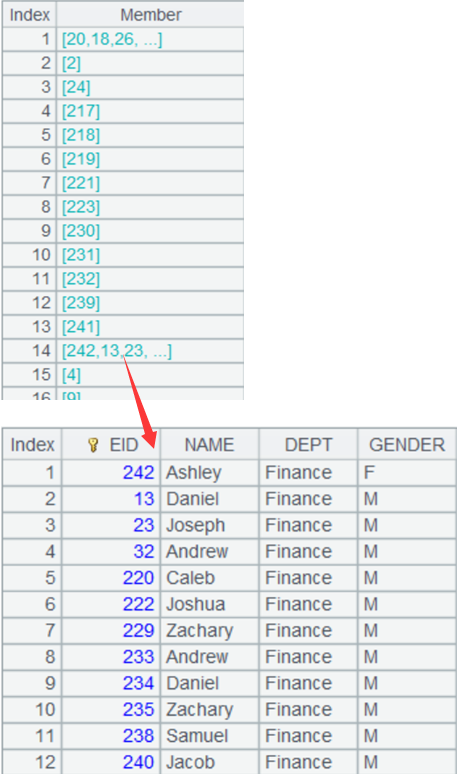 Index Member
1 [20,18,26, ...]
2 [2]
3 [24]
4 [217]
5 [218]
6 [219]
7 [221]
8 [223]
9 [230]
10 [231]
11 [232]
12 [239]
13 [241]
14 [242,13,23, ...]
15 [4]
16 [9]
Index EID NAME DEPT GENDER
1 242 Ashley Finance F
2 13 Daniel Finance M
3 23 Joseph Finance M
4 32 Andrew Finance M
5 220 Caleb Finance M
6 222 Joshua Finance M
7 229 Zachary Finance M
8 233 Andrew Finance M
9 234 Daniel Finance M
10 235 Zachary Finance M
11 238 Samuel Finance M
12 240 Jacob Finance M